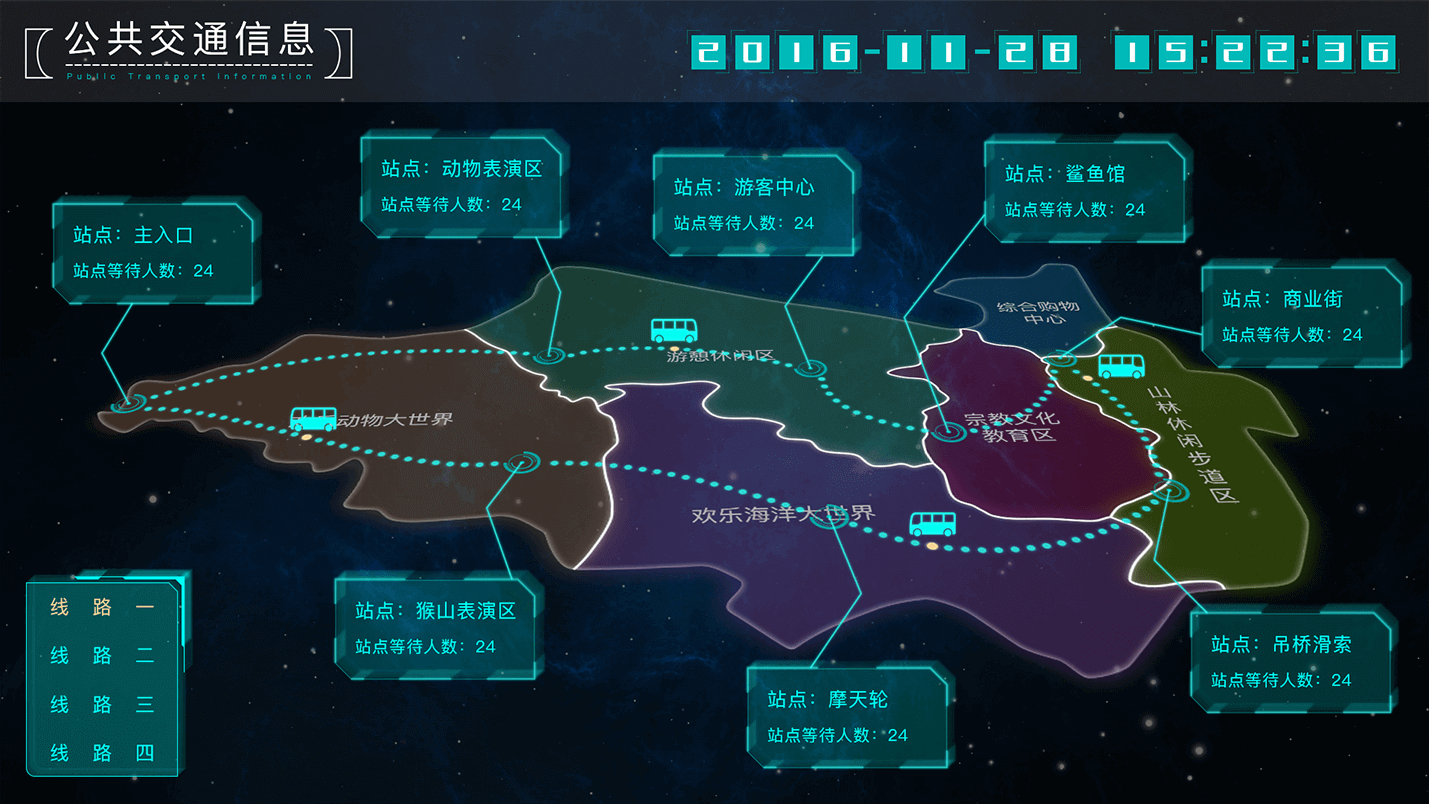 公共交通信息
Public Transport Information
2016-11-28 15:22:36
站点：动物表演区
站点等待人数：24
站点：游客中心
站点等待人数：24
站点：鲨鱼馆
站点等待人数：24
站点：主入口
站点等待人数：24
站点：商业街
站点等待人数：24
综合购物
中心
游憩休闲区
动物大世界
宗教文化
教育区
山林休闲步道区
欢乐海洋大世界
线路一
线路二
线路三
线路四
站点：猴山表演区
站点等待人数：24
站点：摩天轮
站点等待人数：24
站点：吊桥滑索
站点等待人数：24